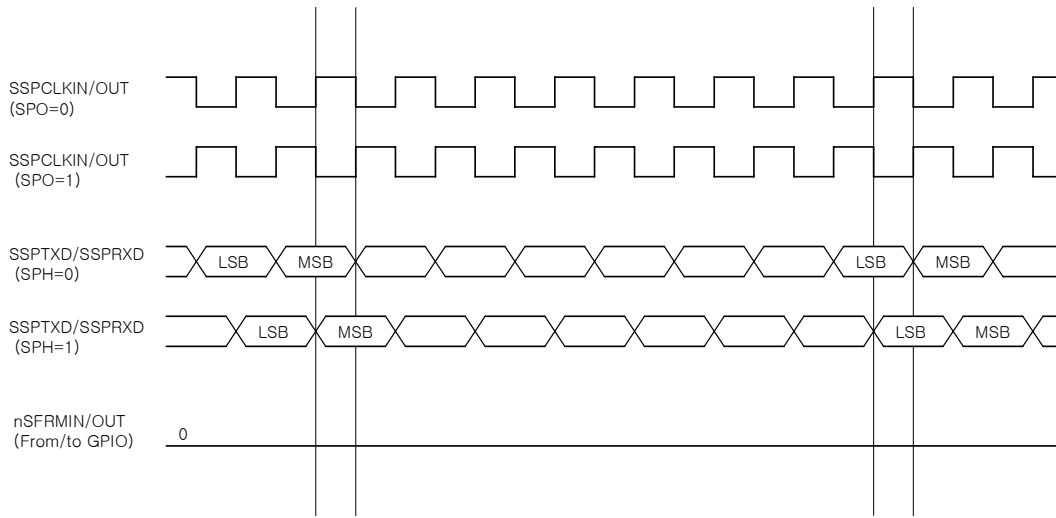 SSPCLKIN/OUT
(SPO=0)
SSPCLKIN/OUT
(SPO=1)
SSPTXD/SSPRXD
(SPH=0)
LSB MSB LSB MSB
SSPTXD/SSPRXD
(SPH=1)
LSB MSB LSB MSB
nSFRMIN/OUT
(From/to GPIO)
0